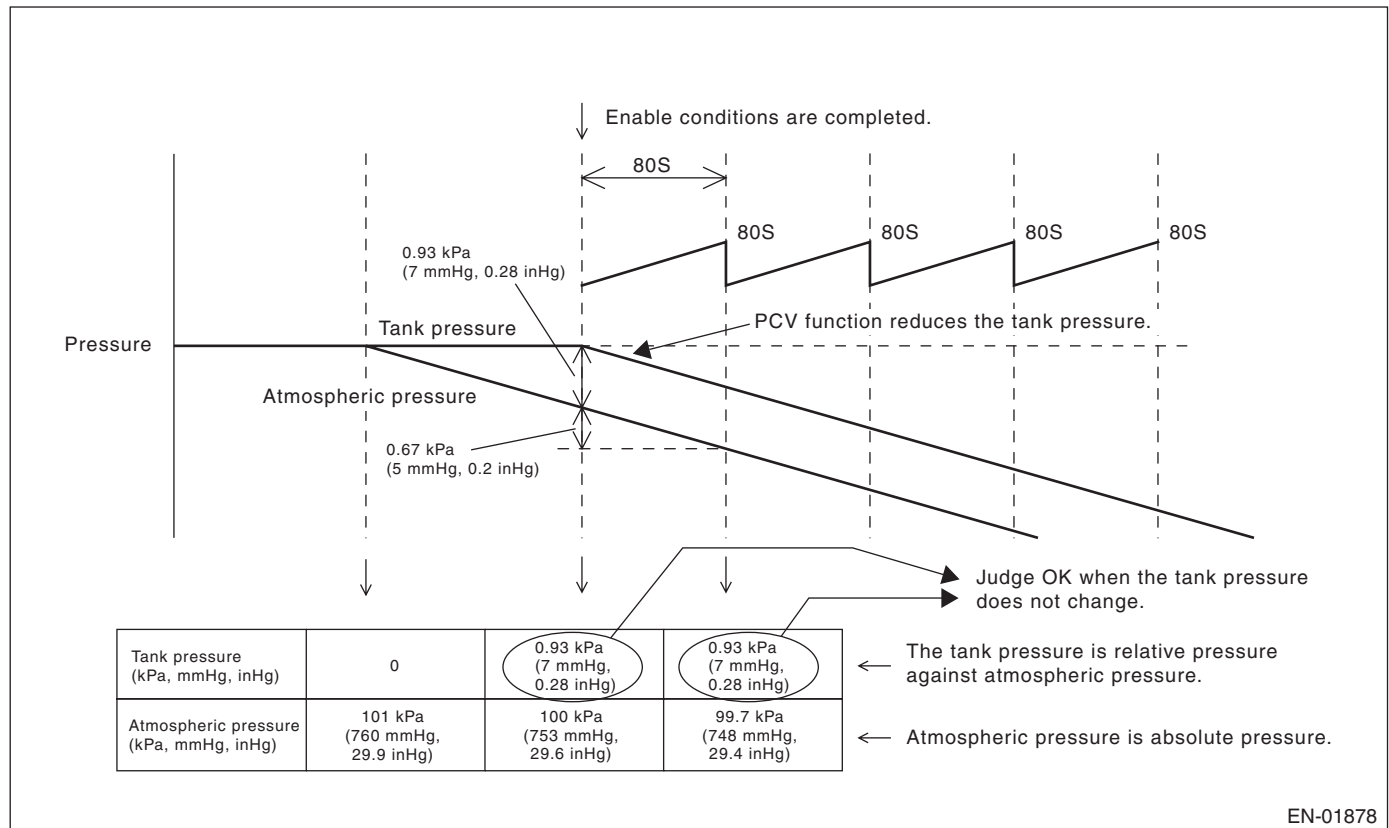 Enable conditions are completed.
80S
0.93 kPa
(7 mmHg, 0.28 inHg)
80S
80S
80S
80S
Tank pressure
PCV function reduces the tank pressure.
Pressure
Atmospheric pressure
0.67 kPa
(5 mmHg, 0.2 inHg)
Judge OK when the tank pressure
does not change.
Tank pressure
(kPa, mmHg, inHg)
0
0.93 kPa
(7 mmHg,
0.28 inHg)
0.93 kPa
(7 mmHg,
0.28 inHg)
The tank pressure is relative pressure
against atmospheric pressure.
Atmospheric pressure
(kPa, mmHg, inHg)
101 kPa
(760 mmHg,
29.9 inHg)
100 kPa
(753 mmHg,
29.6 inHg)
99.7 kPa
(748 mmHg,
29.4 inHg)
Atmospheric pressure is absolute pressure.
EN-01878